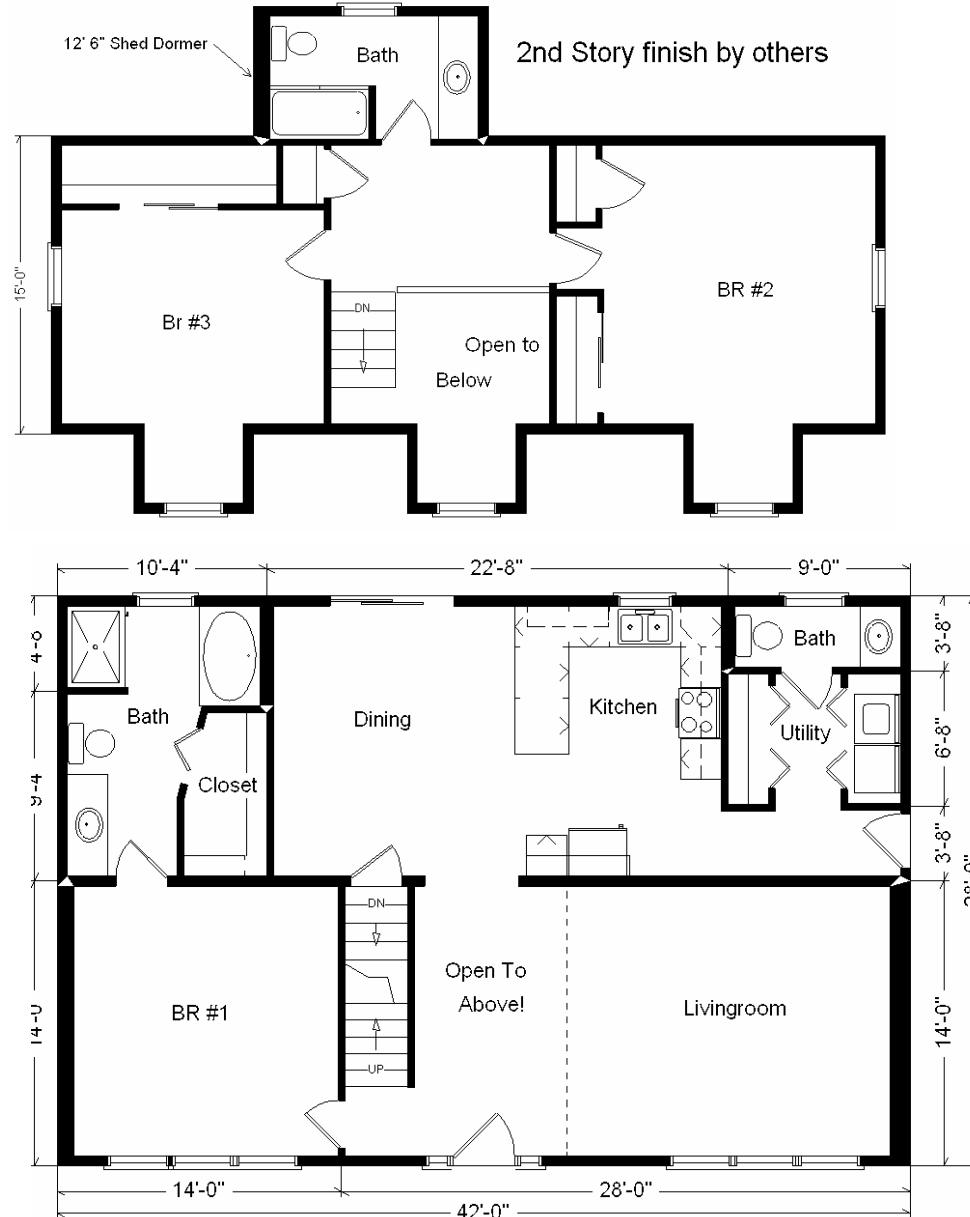 12' 6" Shed Dormer
Bath
2nd Story finish by others
15'-0"
Br #3
DN
Open to
Below
BR #2
10'-4"
22'-8"
9'-0"
Bath
Dining
Kitchen
Bath
Utility
Closet
3'-8"
6'-8"
3'-8"
9'-4
DN
UP
BR #1
Open To
Above!
Livingroom
14'-0
14'-0"
14'-0"
28'-0"
42'-0"